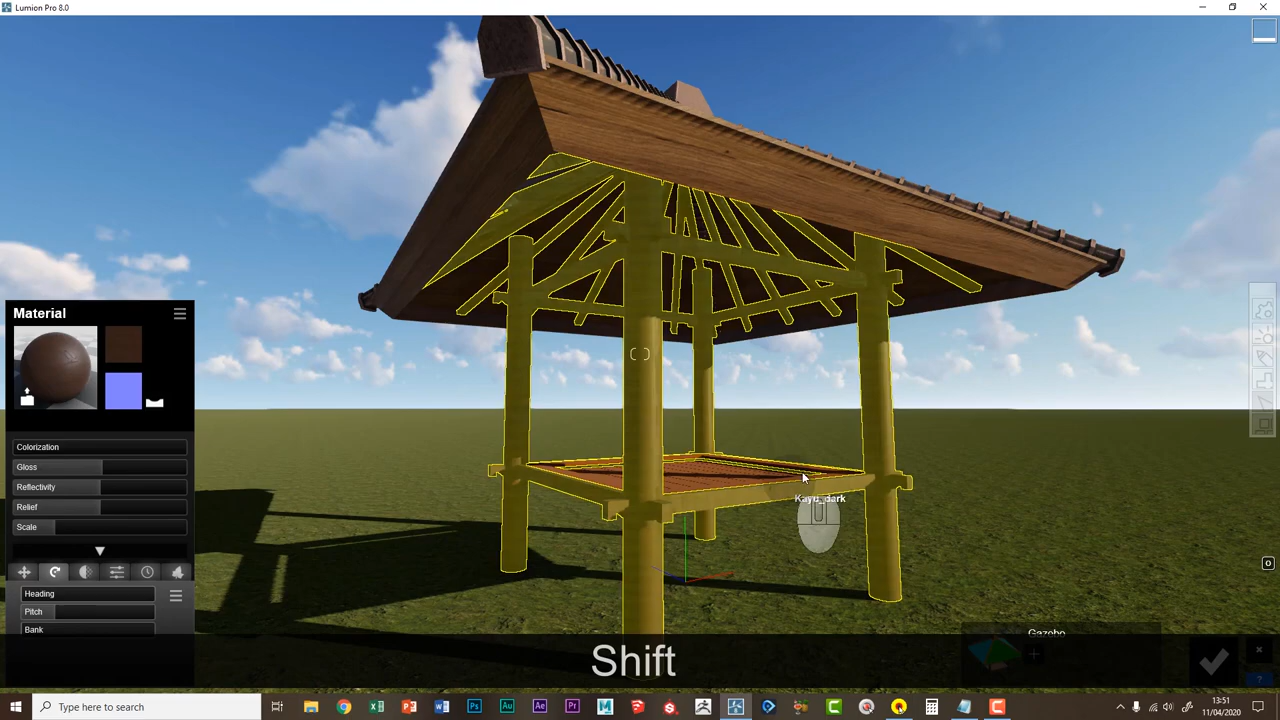 Lumion Pro 8.0
Material
Colorization
Gloss
Reflectivity
Relief
Scale
Heading
Pitch
Bank
Kayu_dark
Gazobo
Shift
Type here to search
13:51
11/04/2020